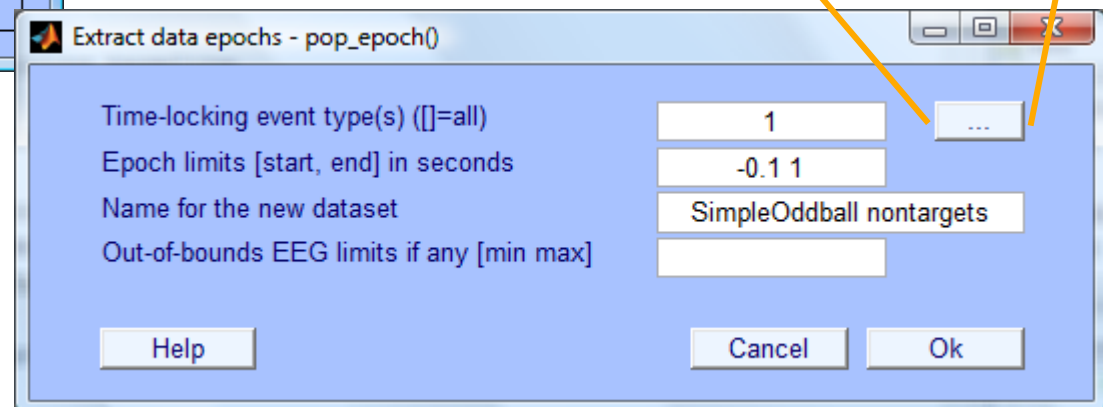 Extract data epochs - pop_epoch()
Time-locking event type(s) ([]=all) 1 ...
Epoch limits [start, end] in seconds -0.1 1
Name for the new dataset SimpleOddball nontargets
Out-of-bounds EEG limits if any [min max]
Help Cancel Ok